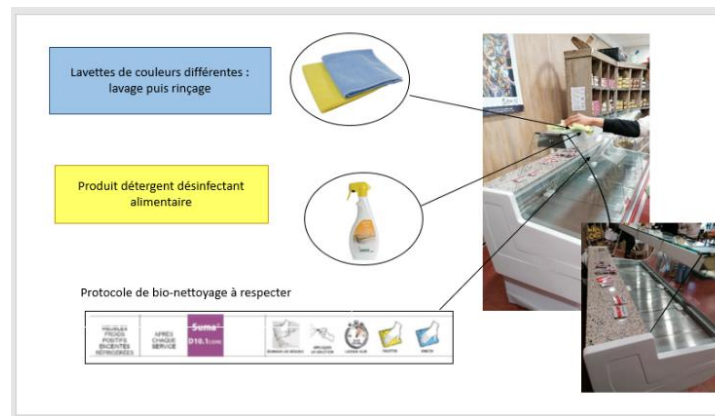 Lavettes de couleurs différentes :
lavage puis rinçage
Produit détergent désinfectant
alimentaire
Protocole de bio-nettoyage à respecter
MEUBLES
FROIDS
POSITIFS
ENCEINTES
RÉFRIGÉRÉES
APRÈS
CHAQUE
SERVICE
Suma
D10.1